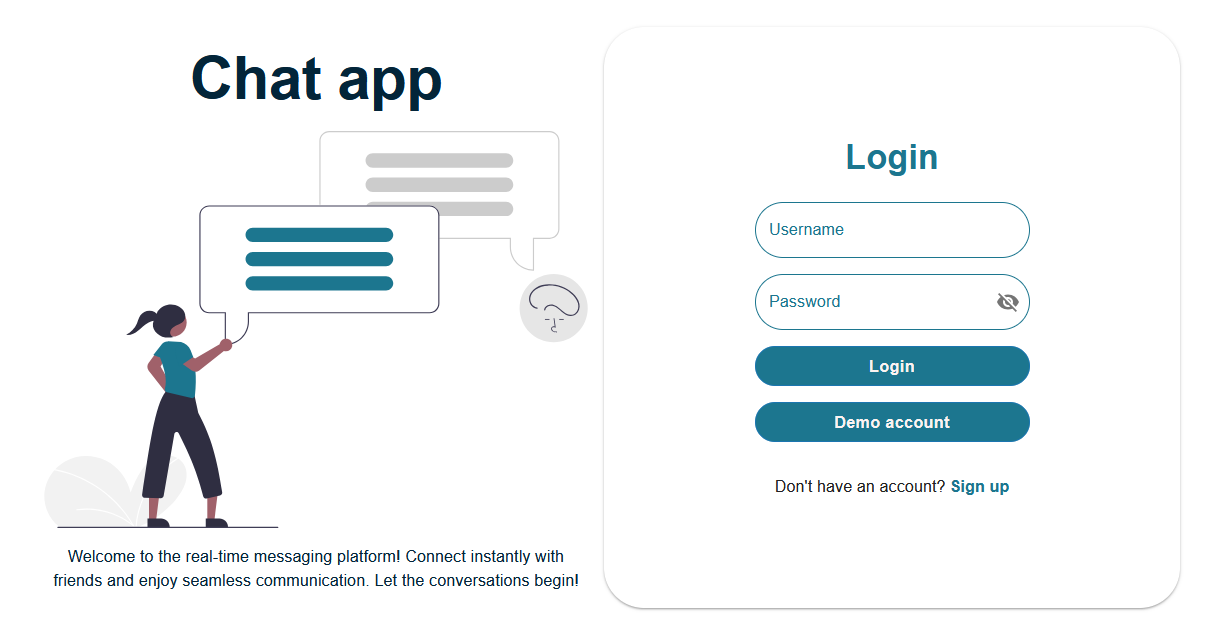 Chat app
Welcome to the real-time messaging platform! Connect instantly with
friends and enjoy seamless communication. Let the conversations begin!
Login
Username
Password
Login
Demo account
Don't have an account? Sign up